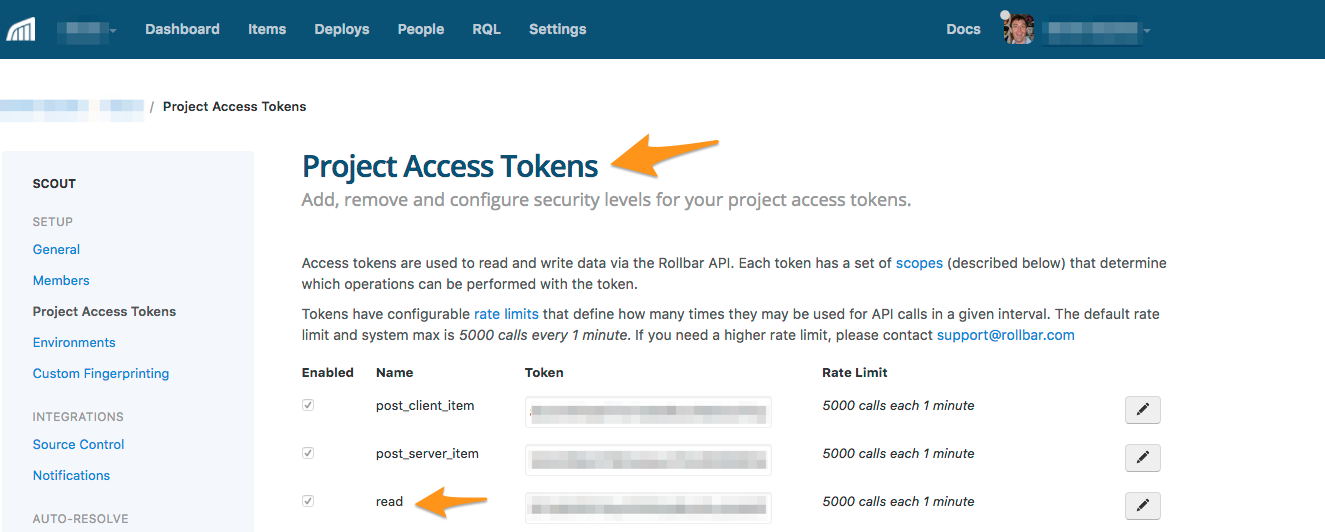 Dashboard Items Deploys People RQL Settings Docs
/ Project Access Tokens
SCOUT
SETUP
General
Members
Project Access Tokens
Environments
Custom Fingerprinting
INTEGRATIONS
Source Control
Notifications
AUTO-RESOLVE
Project Access Tokens
Add, remove and configure security levels for your project access tokens.
Access tokens are used to read and write data via the Rollbar API. Each token has a set of scopes (described below) that determine
which operations can be performed with the token.
Tokens have configurable rate limits that define how many times they may be used for API calls in a given interval. The default rate
limit and system max is 5000 calls every 1 minute. If you need a higher rate limit, please contact support@rollbar.com
Enabled Name Token Rate Limit
post_client_item 5000 calls each 1 minute
post_server_item 5000 calls each 1 minute
read 5000 calls each 1 minute